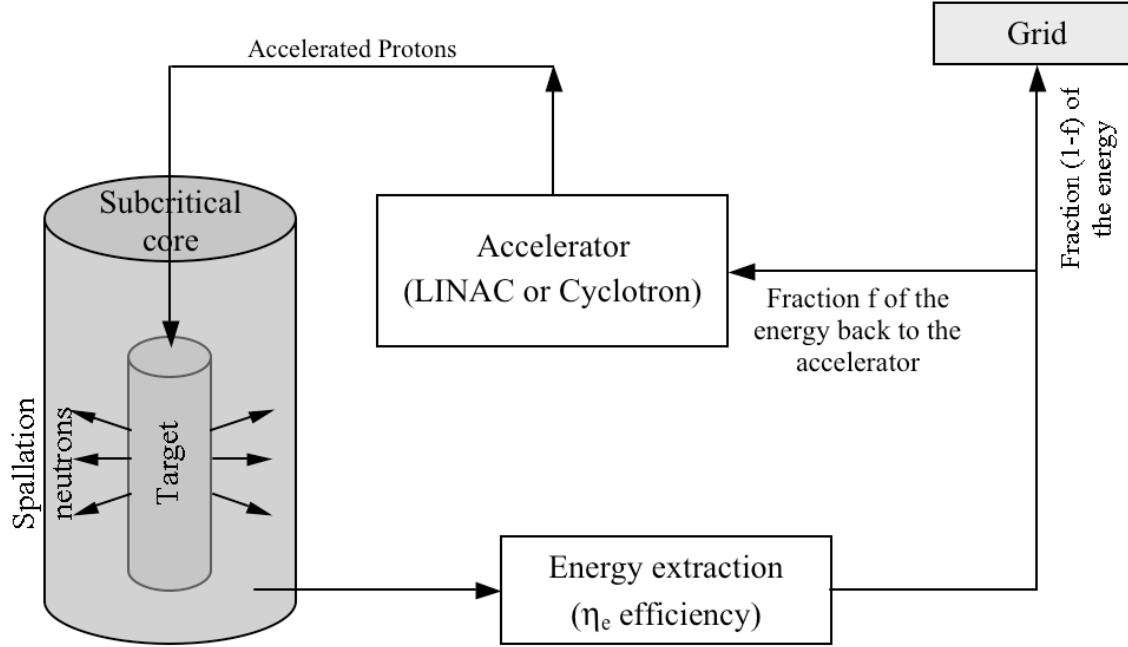 Grid
Accelerated Protons
Fraction (1-f) of
the energy
Subcritical
core
Accelerator
(LINAC or Cyclotron)
Fraction f of the
energy back to the
accelerator
Spallation
neutrons
Target
Energy extraction
(ηe efficiency)